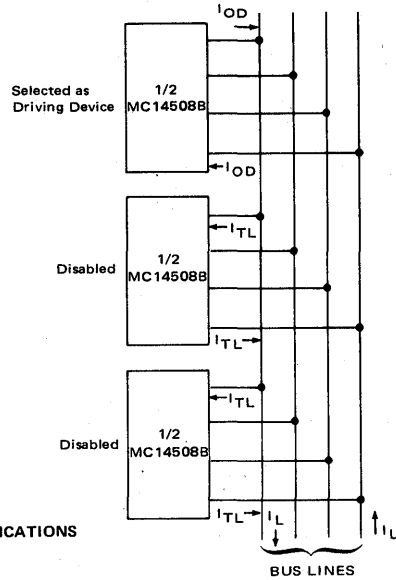 IOD
Selected as
Driving Device
1/2
MC14508B
IOD
ITL
Disabled
1/2
MC14508B
ITL
ITL
Disabled
1/2
MC14508B
ITL
IL
IL
ICATIONS
BUS LINES